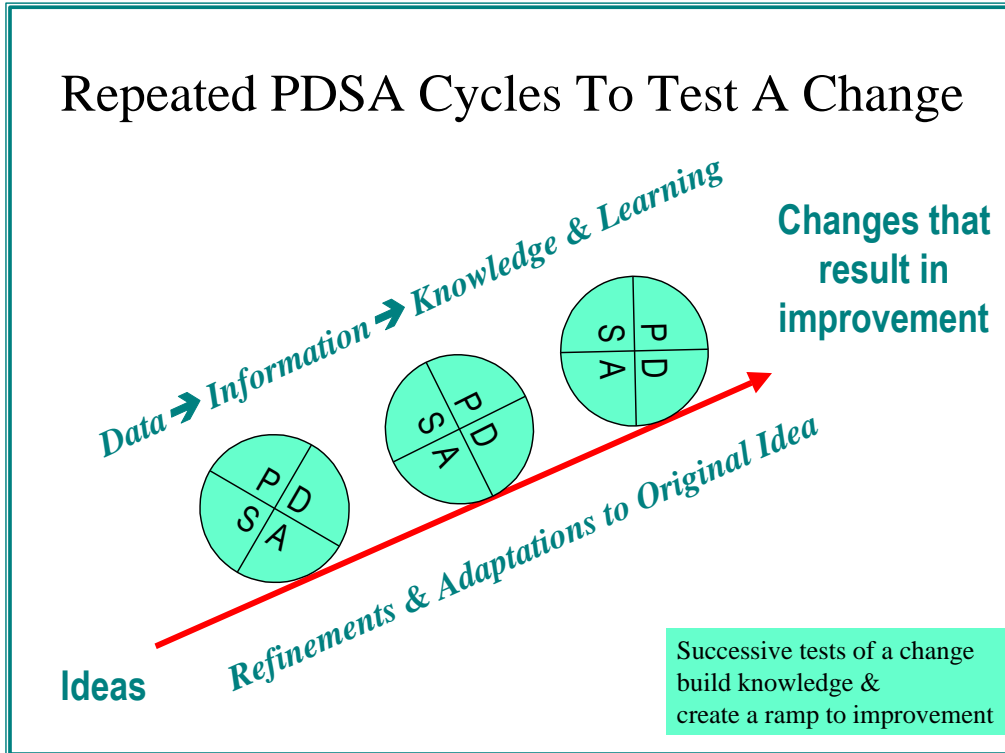 Repeated PDSA Cycles To Test A Change
Data ➔ Information ➔ Knowledge & Learning
Changes that
result in
improvement
P D
S A
P D
S A
P D
S A
Refinements & Adaptations to Original Idea
Ideas
Successive tests of a change
build knowledge &
create a ramp to improvement